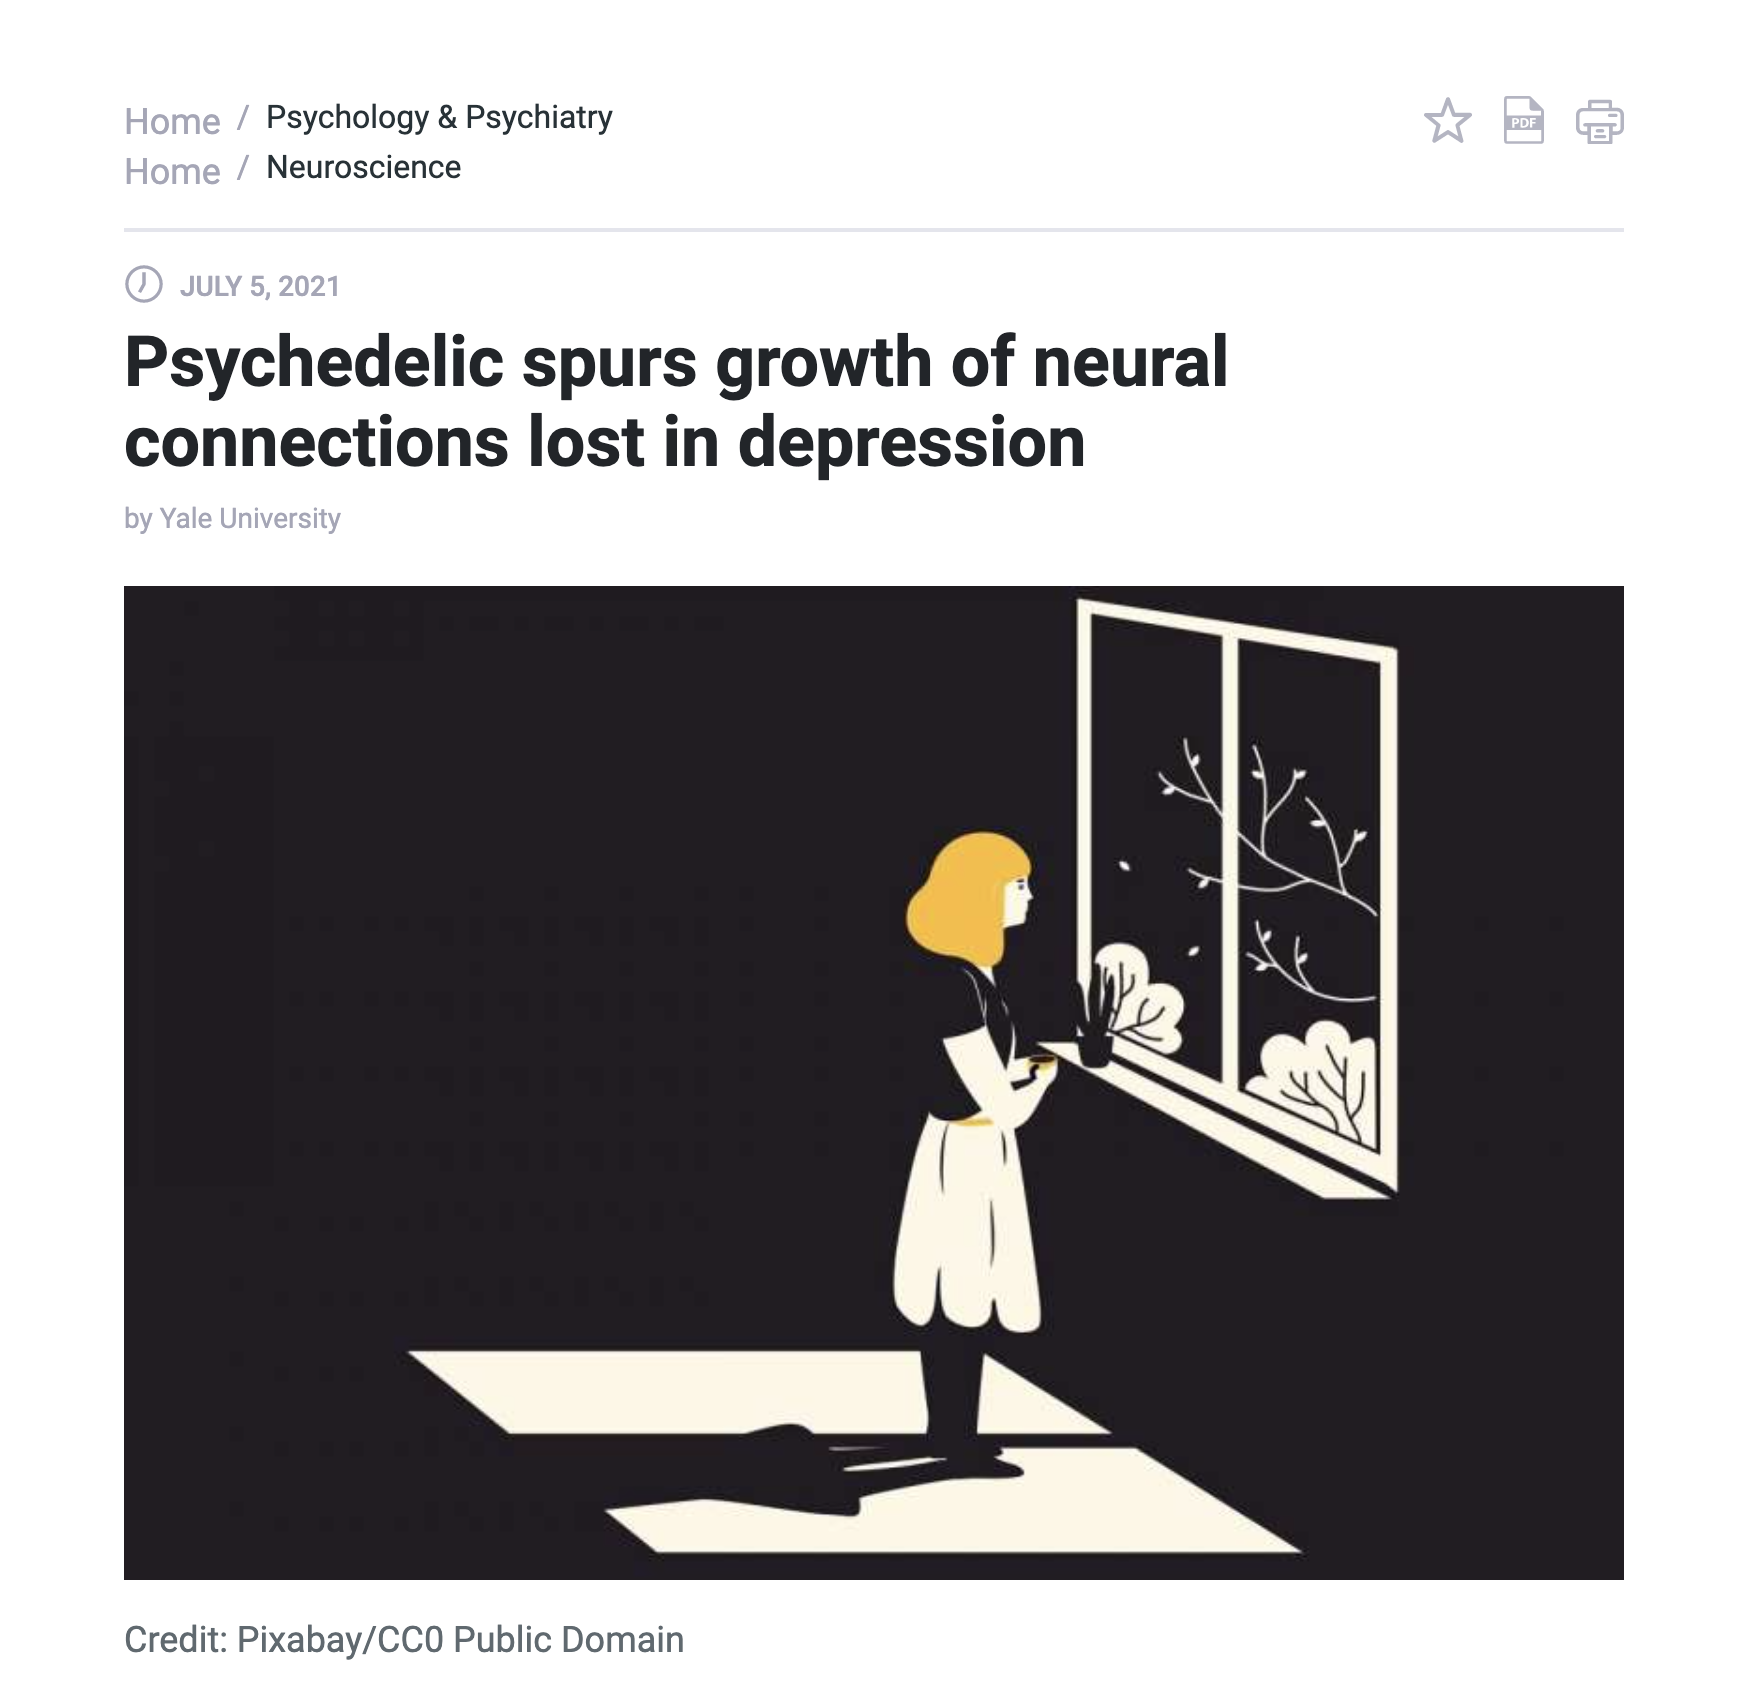 Home / Psychology & Psychiatry
Home / Neuroscience
PDF
JULY 5, 2021
Psychedelic spurs growth of neural
connections lost in depression
by Yale University
Credit: Pixabay/CC0 Public Domain